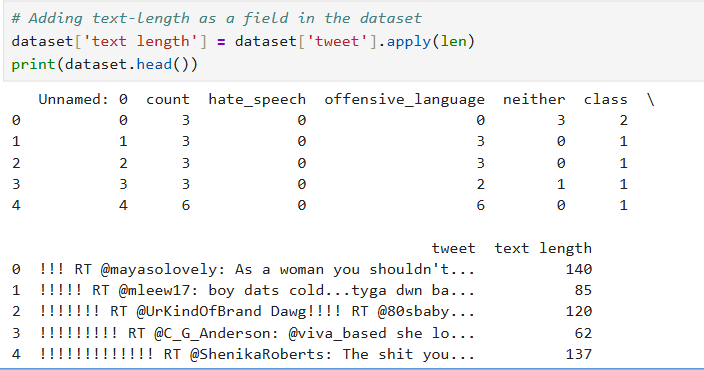 # Adding text-length as a field in the dataset
dataset['text length'] = dataset['tweet'].apply(len)
print(dataset.head())
Unnamed: 0 count hate_speech offensive_language neither class \
0 0 3 0 0 3 2
1 1 3 0 3 0 1
2 2 3 0 3 0 1
3 3 3 0 2 1 1
4 4 6 0 6 0 1
tweet text length
0 !!! RT @mayasolovely: As a woman you shouldn't... 140
1 !!!!! RT @mleew17: boy dats cold...tyga dwn ba... 85
2 !!!!!!! RT @UrKindOfBrand Dawg!!!! RT @80sbaby... 120
3 !!!!!!!!! RT @C_G_Anderson: @viva_based she lo... 62
4 !!!!!!!!!!!!! RT @ShenikaRoberts: The shit you... 137